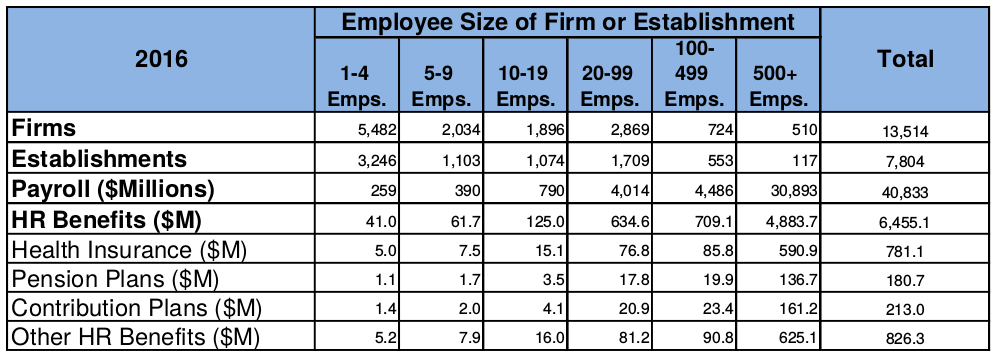 2016 Employee Size of Firm or Establishment Total
1-4 Emps. 5-9 Emps. 10-19 Emps. 20-99 Emps. 100-499 Emps. 500+ Emps.
Firms 5,482 2,034 1,896 2,869 724 510 13,514
Establishments 3,246 1,103 1,074 1,709 553 117 7,804
Payroll ($Millions) 259 390 790 4,014 4,486 30,893 40,833
HR Benefits ($M) 41.0 61.7 125.0 634.6 709.1 4,883.7 6,455.1
Health Insurance ($M) 5.0 7.5 15.1 76.8 85.8 590.9 781.1
Pension Plans ($M) 1.1 1.7 3.5 17.8 19.9 136.7 180.7
Contribution Plans ($M) 1.4 2.0 4.1 20.9 23.4 161.2 213.0
Other HR Benefits ($M) 5.2 7.9 16.0 81.2 90.8 625.1 826.3